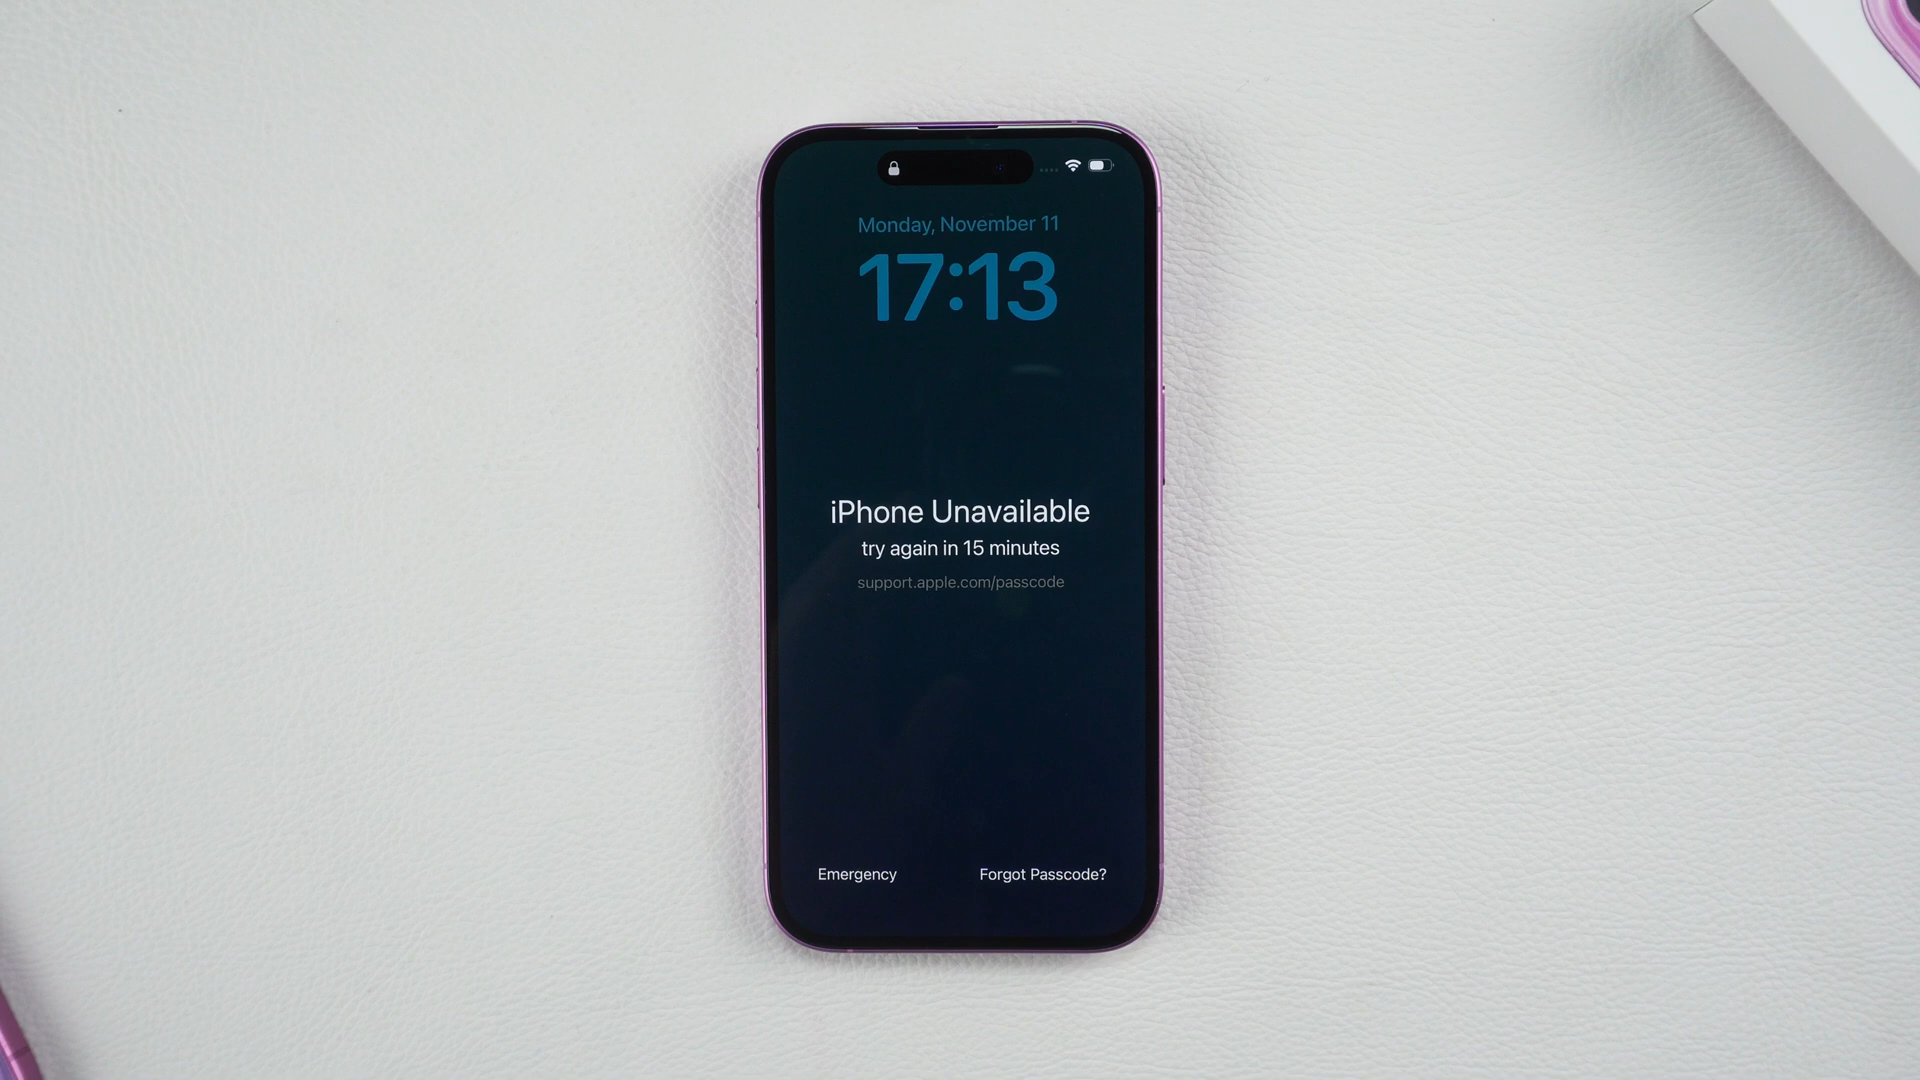 Monday, November 11
17:13
iPhone Unavailable
try again in 15 minutes
support.apple.com/passcode
Emergency
Forgot Passcode?